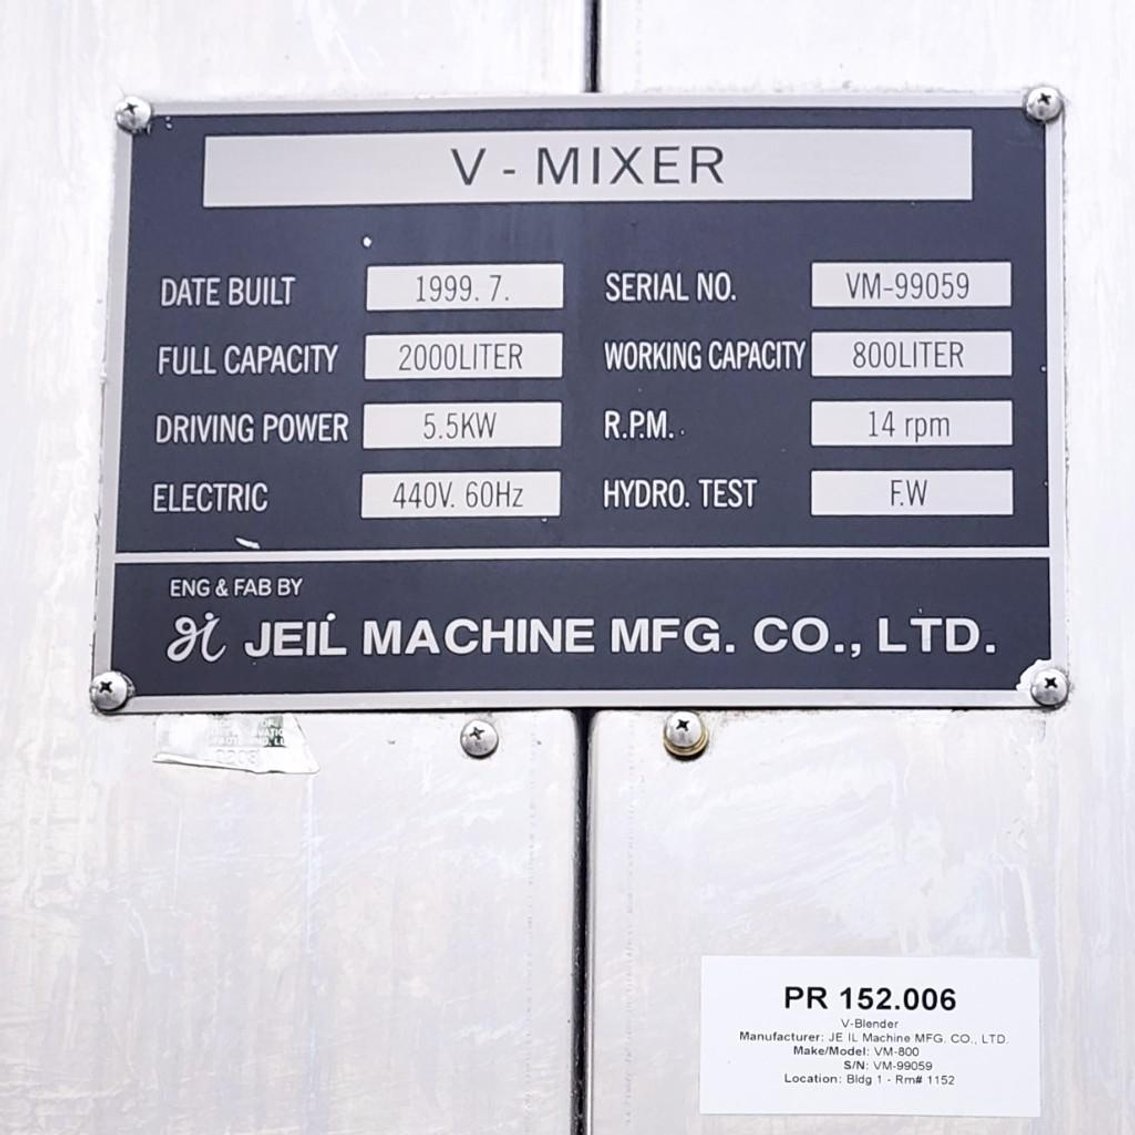 V - MIXER
DATE BUILT 1999. 7. SERIAL NO. VM-99059
FULL CAPACITY 2000LITER WORKING CAPACITY 800LITER
DRIVING POWER 5.5KW R.P.M. 14 rpm
ELECTRIC 440V. 60Hz HYDRO. TEST F.W
ENG & FAB BY
JEIL MACHINE MFG. CO., LTD.
PR 152.006
V-Blender
Manufacturer: JE IL Machine MFG. CO., LTD.
Make/Model: VM-800
S/N: VM-99059
Location: Bldg 1 - Rm# 1152